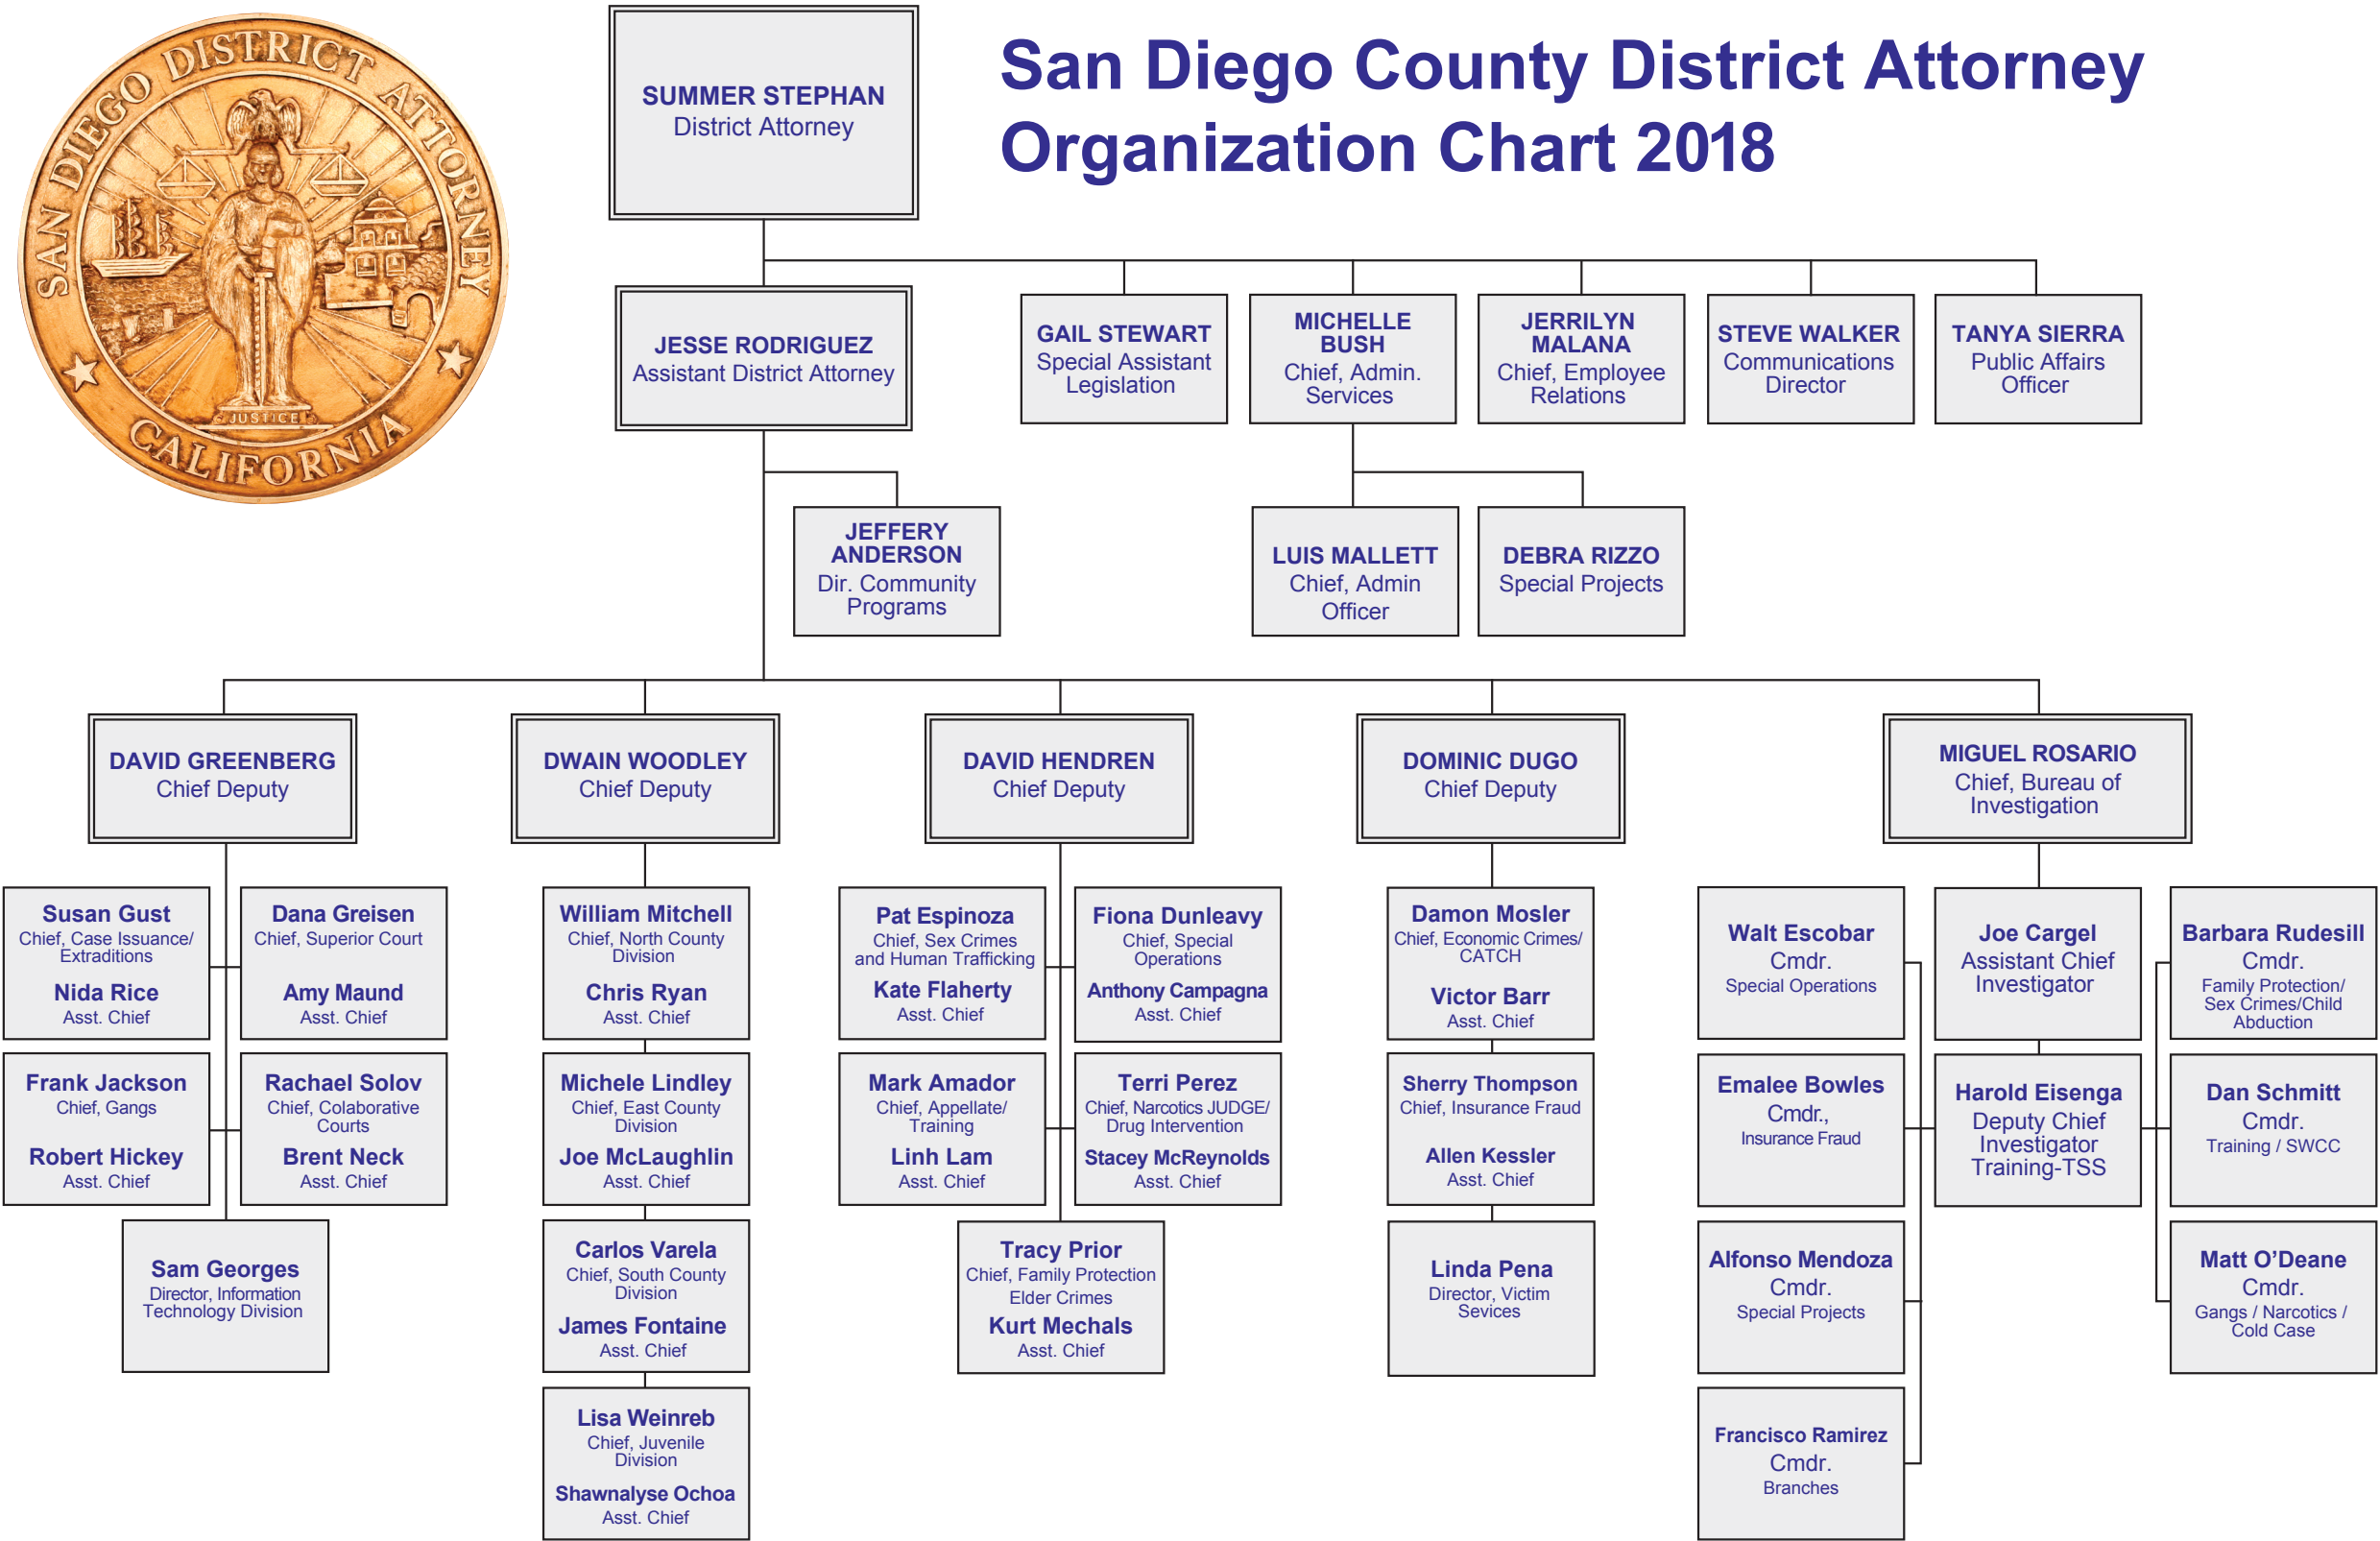 SAN DIEGO DISTRICT ATTORNEY
CALIFORNIA
JUSTICE
San Diego County District Attorney
Organization Chart 2018
SUMMER STEPHAN
District Attorney
JESSE RODRIGUEZ
Assistant District Attorney
GAIL STEWART
Special Assistant
Legislation
MICHELLE
BUSH
Chief, Admin.
Services
JERRILYN
MALANA
Chief, Employee
Relations
STEVE WALKER
Communications
Director
TANYA SIERRA
Public Affairs
Officer
JEFFERY
ANDERSON
Dir. Community
Programs
LUIS MALLETT
Chief, Admin
Officer
DEBRA RIZZO
Special Projects
DAVID GREENBERG
Chief Deputy
DWAIN WOODLEY
Chief Deputy
DAVID HENDREN
Chief Deputy
DOMINIC DUGO
Chief Deputy
MIGUEL ROSARIO
Chief, Bureau of
Investigation
Susan Gust
Chief, Case Issuance/
Extraditions
Nida Rice
Asst. Chief
Dana Greisen
Chief, Superior Court
Amy Maund
Asst. Chief
Frank Jackson
Chief, Gangs
Robert Hickey
Asst. Chief
Rachael Solov
Chief, Colaborative
Courts
Brent Neck
Asst. Chief
Sam Georges
Director, Information
Technology Division
William Mitchell
Chief, North County
Division
Chris Ryan
Asst. Chief
Michele Lindley
Chief, East County
Division
Joe McLaughlin
Asst. Chief
Carlos Varela
Chief, South County
Division
James Fontaine
Asst. Chief
Lisa Weinreb
Chief, Juvenile
Division
Shawnalyse Ochoa
Asst. Chief
Pat Espinoza
Chief, Sex Crimes
and Human Trafficking
Kate Flaherty
Asst. Chief
Fiona Dunleavy
Chief, Special
Operations
Anthony Campagna
Asst. Chief
Mark Amador
Chief, Appellate/
Training
Linh Lam
Asst. Chief
Terri Perez
Chief, Narcotics JUDGE/
Drug Intervention
Stacey McReynolds
Asst. Chief
Tracy Prior
Chief, Family Protection
Elder Crimes
Kurt Mechals
Asst. Chief
Damon Mosler
Chief, Economic Crimes/
CATCH
Victor Barr
Asst. Chief
Sherry Thompson
Chief, Insurance Fraud
Allen Kessler
Asst. Chief
Linda Pena
Director, Victim
Sevices
Walt Escobar
Cmdr.
Special Operations
Joe Cargel
Assistant Chief
Investigator
Barbara Rudesill
Cmdr.
Family Protection/
Sex Crimes/Child
Abduction
Emalee Bowles
Cmdr.,
Insurance Fraud
Harold Eisenga
Deputy Chief
Investigator
Training-TSS
Dan Schmitt
Cmdr.
Training / SWCC
Alfonso Mendoza
Cmdr.
Special Projects
Matt O’Deane
Cmdr.
Gangs / Narcotics /
Cold Case
Francisco Ramirez
Cmdr.
Branches